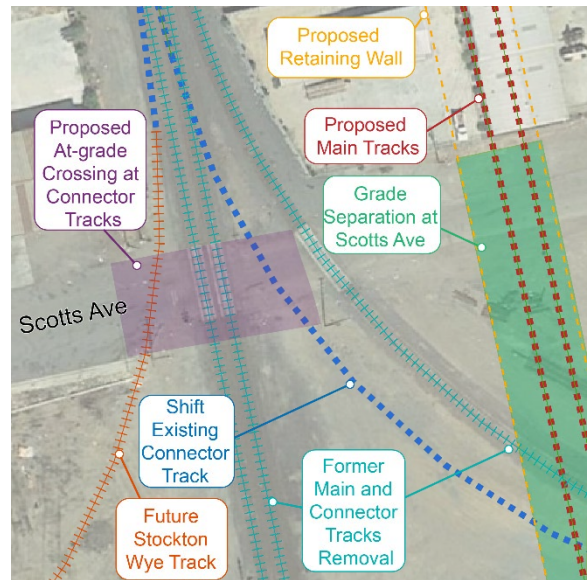 Proposed
Retaining Wall
Proposed
At-grade
Crossing at
Connector
Tracks
Proposed
Main Tracks
Grade
Separation at
Scotts Ave
Scotts Ave
Shift
Existing
Connector
Track
Former
Main and
Connector
Tracks
Removal
Future
Stockton
Wye Track